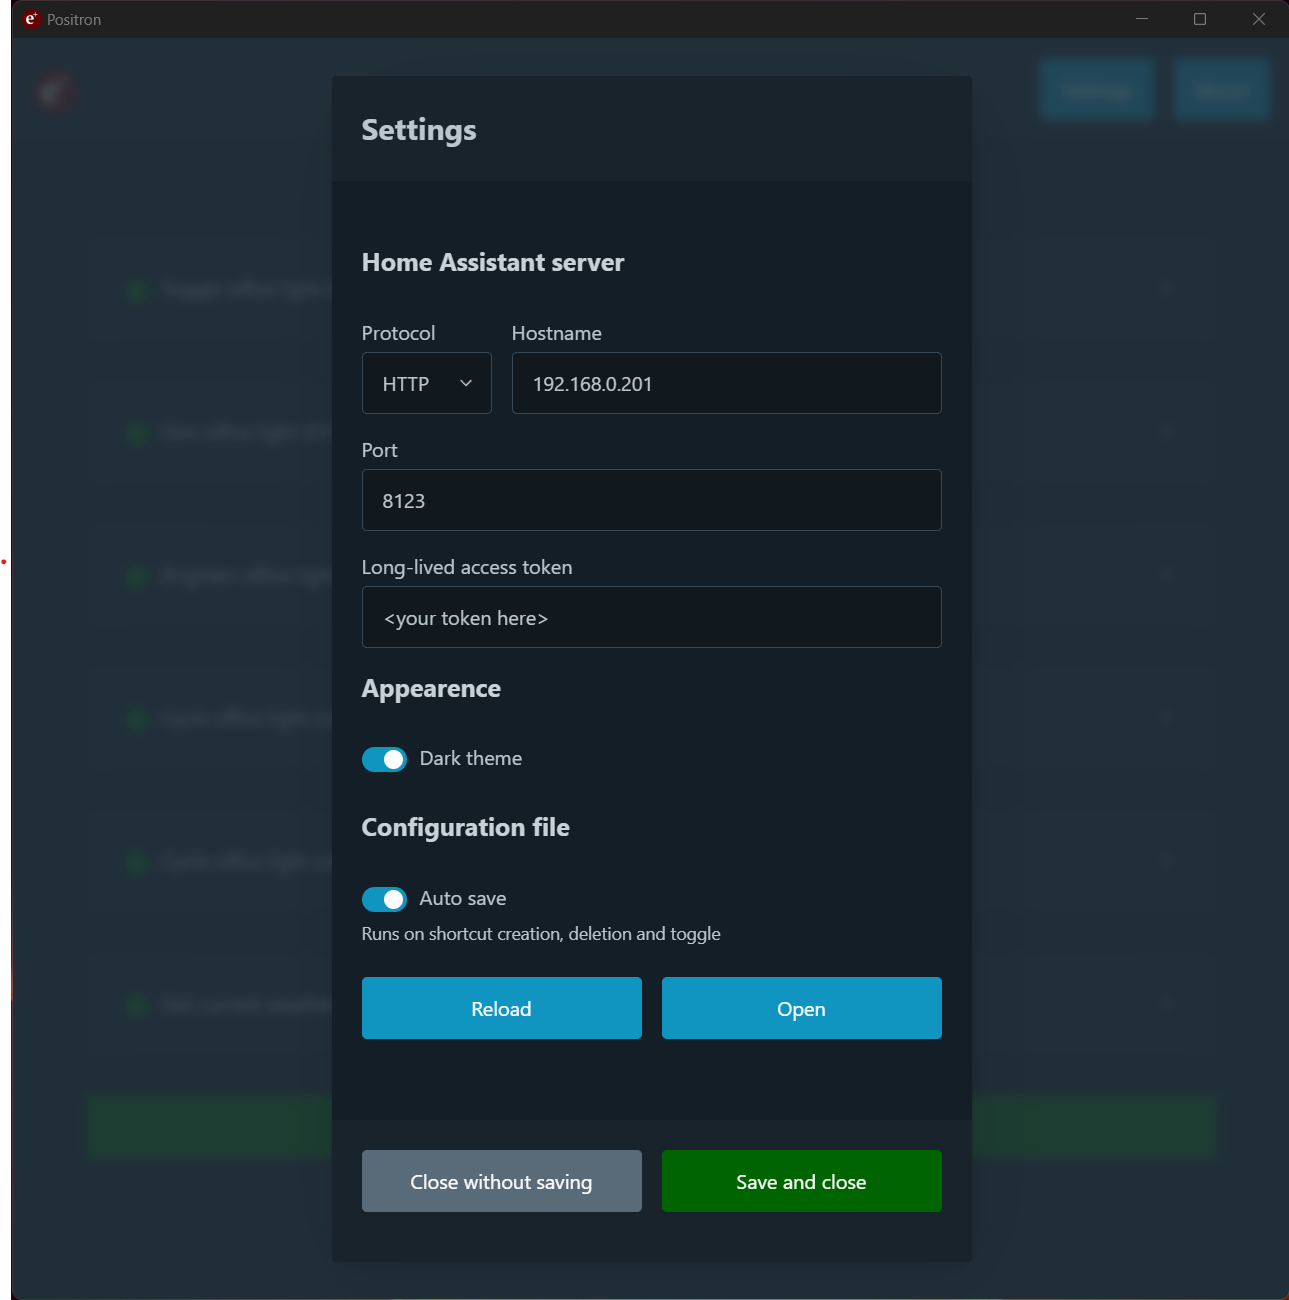 e+ Positron
Settings
Home Assistant server
Protocol Hostname
HTTP 192.168.0.201
Port
8123
Long-lived access token
<your token here>
Appearence
Dark theme
Configuration file
Auto save
Runs on shortcut creation, deletion and toggle
Reload Open
Close without saving Save and close